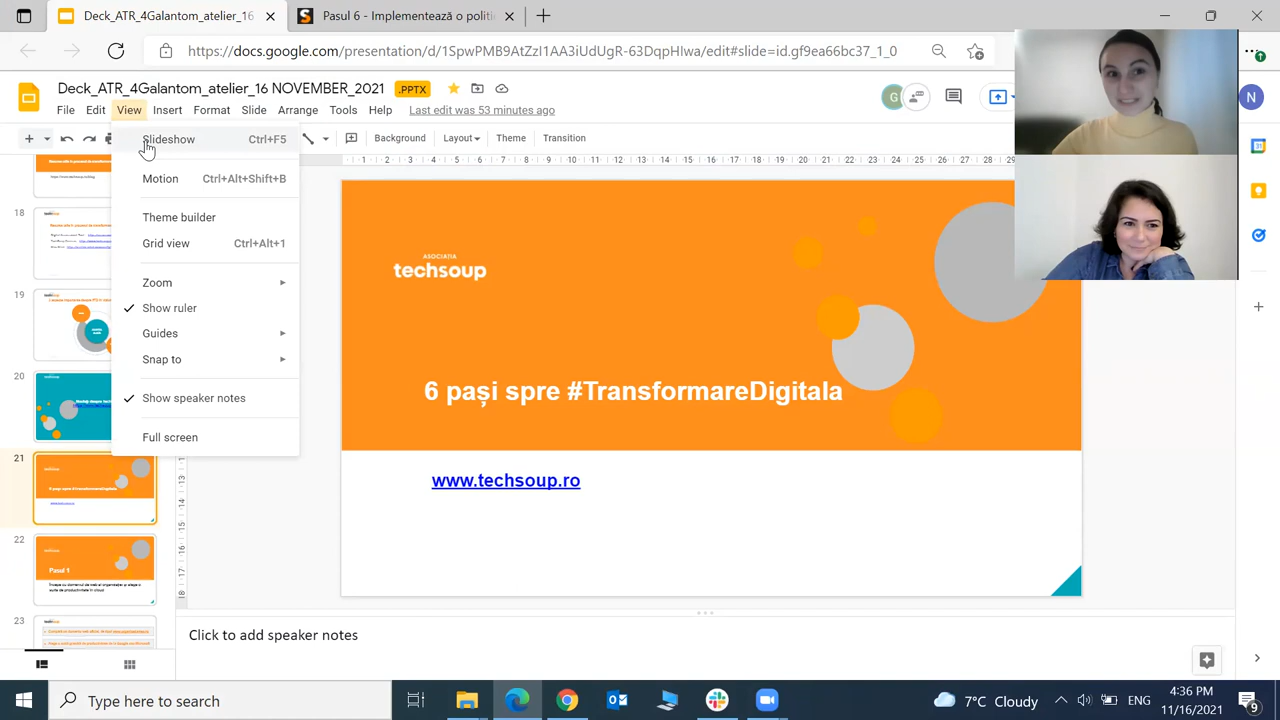 Deck_ATR_4Galantom_atelier_16
Pasul 6 - Implementează pachetul
https://docs.google.com/presentation/d/1SpwPMB9AtZzI1AA3iUdUgR-63DqpHIwa/edit#slide=id.gf9ea66bc37_1_0
Deck_ATR_4Galantom_atelier_16 NOVEMBER_2021 .PPTX
File Edit View Insert Format Slide Arrange Tools Help Last edit was 53 minutes ago
G
N
Background Layout Theme Transition
Slideshow Ctrl+F5
Motion Ctrl+Alt+Shift+B
Theme builder
Grid view Ctrl+Alt+1
Zoom
Show ruler
Guides
Snap to
Show speaker notes
Full screen
18
19
20
21
22
23
Pasul 1
ASOCIAȚIA
techsoup
6 pași spre #TransformareDigitala
www.techsoup.ro
Click to add speaker notes
Type here to search
7°C Cloudy
ENG
4:36 PM
11/16/2021
9